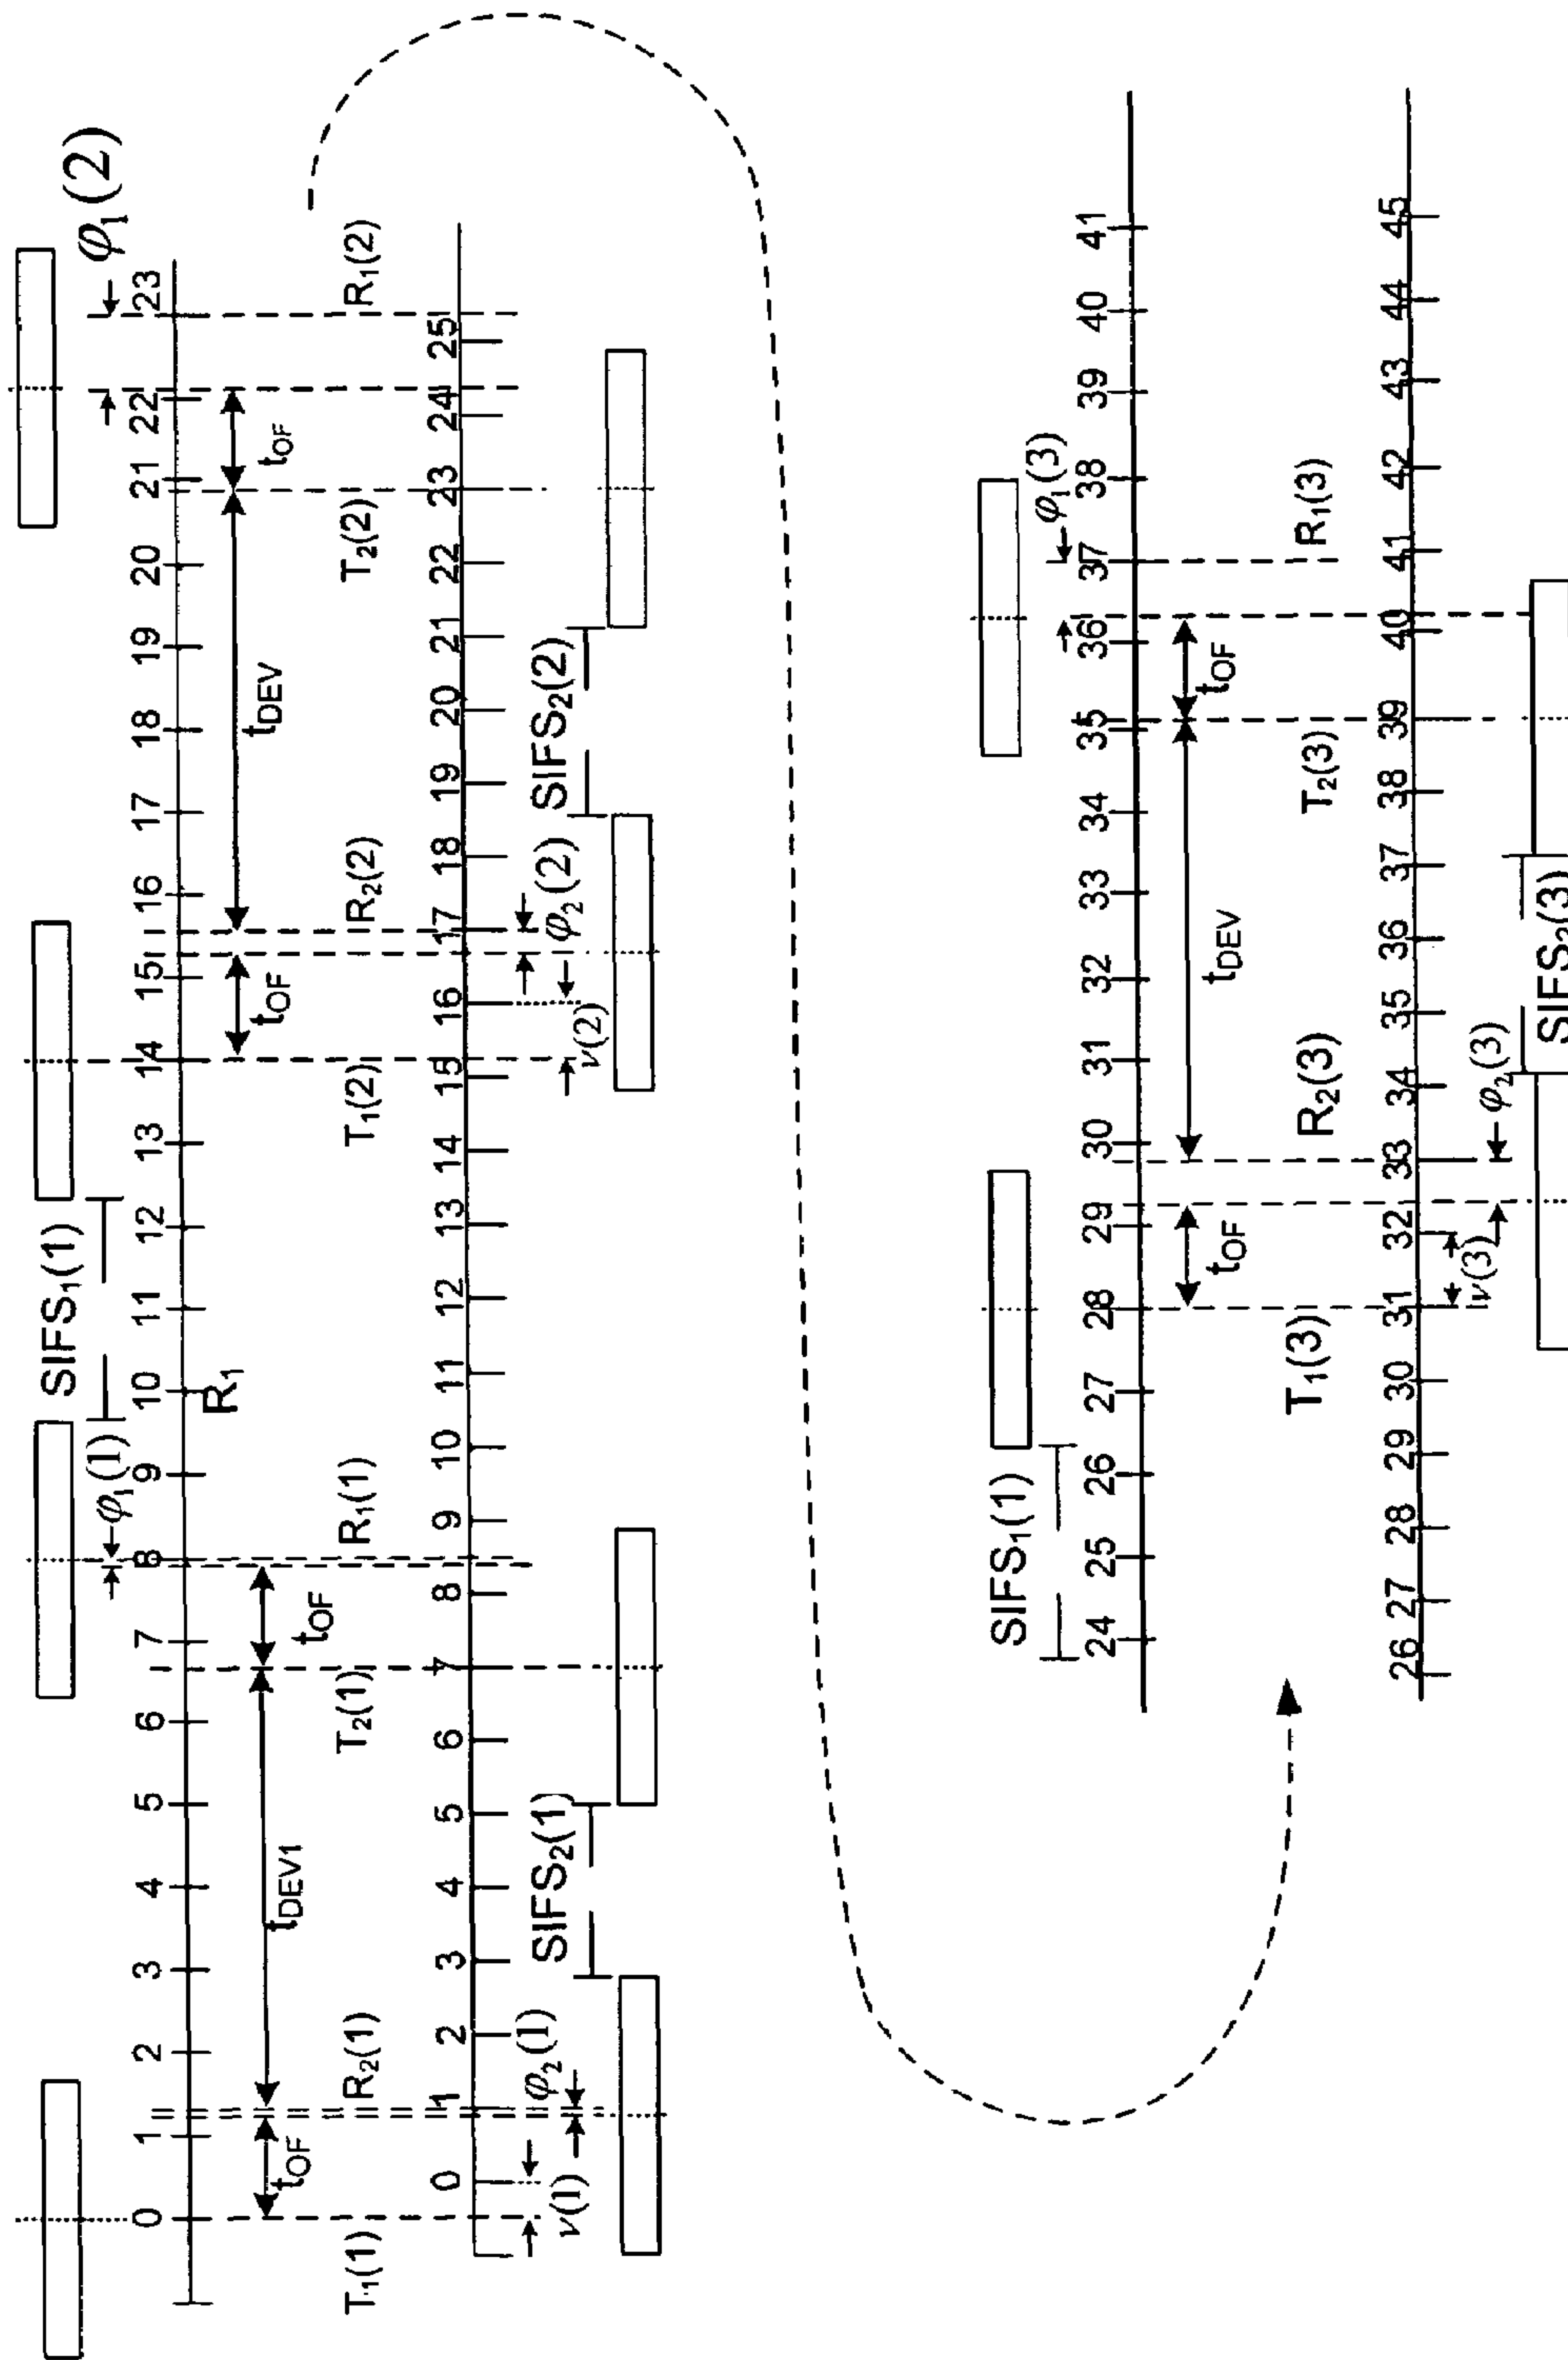 φ₁(2)
SIFS₁(1)
φ₁(1)
0 1 2 3 4 5 6 7 8 9 10 11 12 13 14 15 16 17 18 19 20 21 22 23
R₁
tOF tDEV1 tOF tOF tDEV tOF
T₁(1) R₂(1) T₂(1) R₁(1) T₁(2) R₂(2) T₂(2) R₁(2)
0 1 2 3 4 5 6 7 8 9 10 11 12 13 14 15 16 17 18 19 20 21 22 23 24 25
ν(1) φ₂(1) SIFS₂(1) ν(2) φ₂(2) SIFS₂(2)
SIFS₁(1) φ₁(3)
24 25 26 27 28 29 30 31 32 33 34 35 36 37 38 39 40 41
tOF tDEV tOF
T₁(3) R₂(3) T₂(3) R₁(3)
26 27 28 29 30 31 32 33 34 35 36 37 38 39 40 41 42 43 44 45
ν(3) φ₂(3)